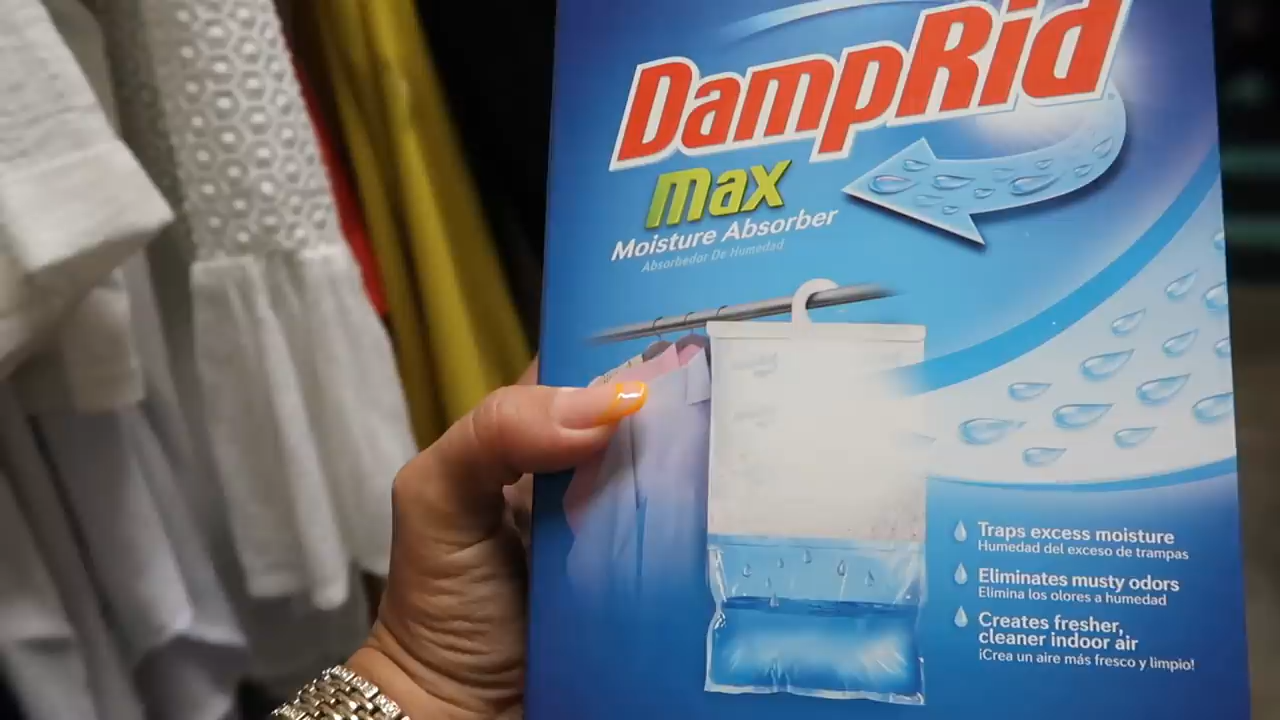 DampRid
max
Moisture Absorber
Absorbedor De Humedad
Traps excess moisture
Humedad del exceso de trampas
Eliminates musty odors
Elimina los olores a humedad
Creates fresher,
cleaner indoor air
¡Crea un aire más fresco y limpio!